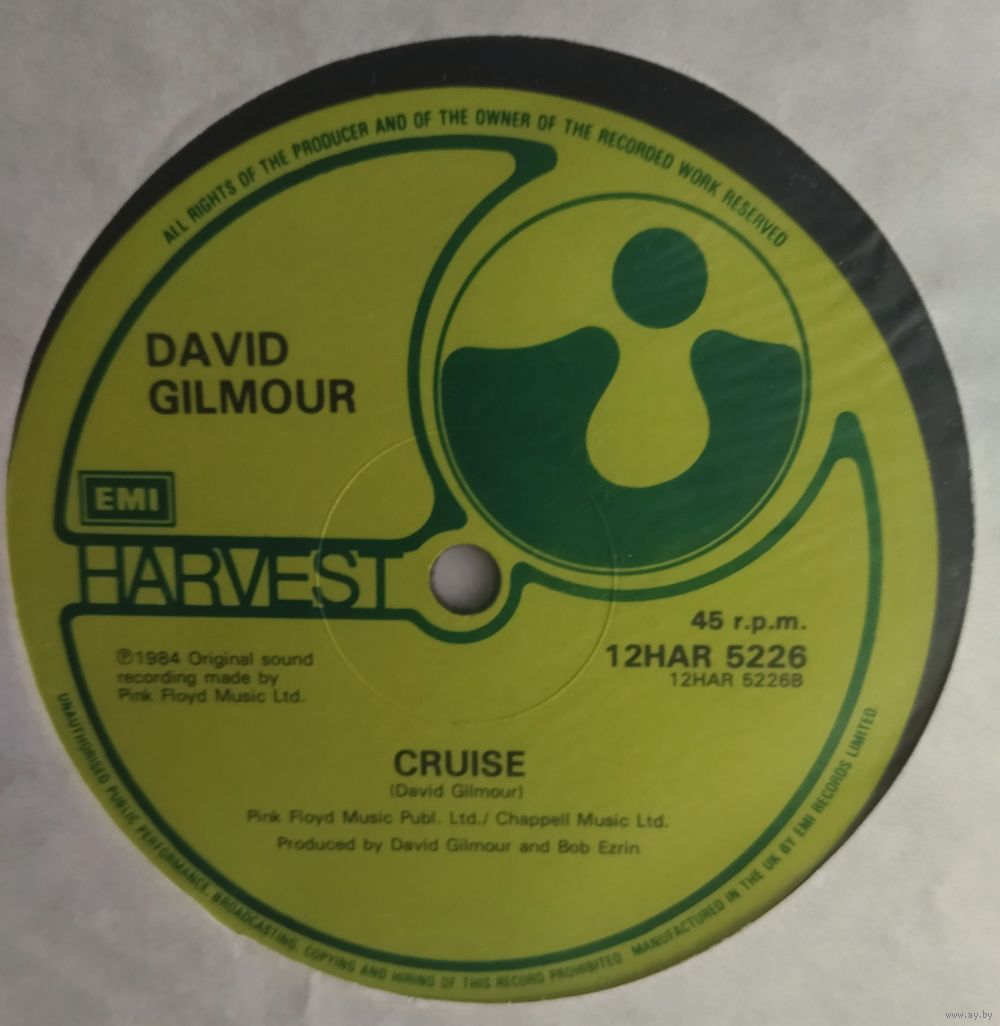 ALL RIGHTS OF THE PRODUCER AND OF THE OWNER OF THE RECORDED WORK RESERVED
DAVID
GILMOUR
EMI
HARVEST
45 r.p.m.
12HAR 5226
12HAR 5226B
℗1984 Original sound
recording made by
Pink Floyd Music Ltd.
CRUISE
(David Gilmour)
Pink Floyd Music Publ. Ltd./ Chappell Music Ltd.
Produced by David Gilmour and Bob Ezrin
UNAUTHORISED PUBLIC PERFORMANCE, BROADCASTING, COPYING AND HIRING OF THIS RECORD PROHIBITED MANUFACTURED IN THE UK BY EMI RECORDS LIMITED.
www.ay.by